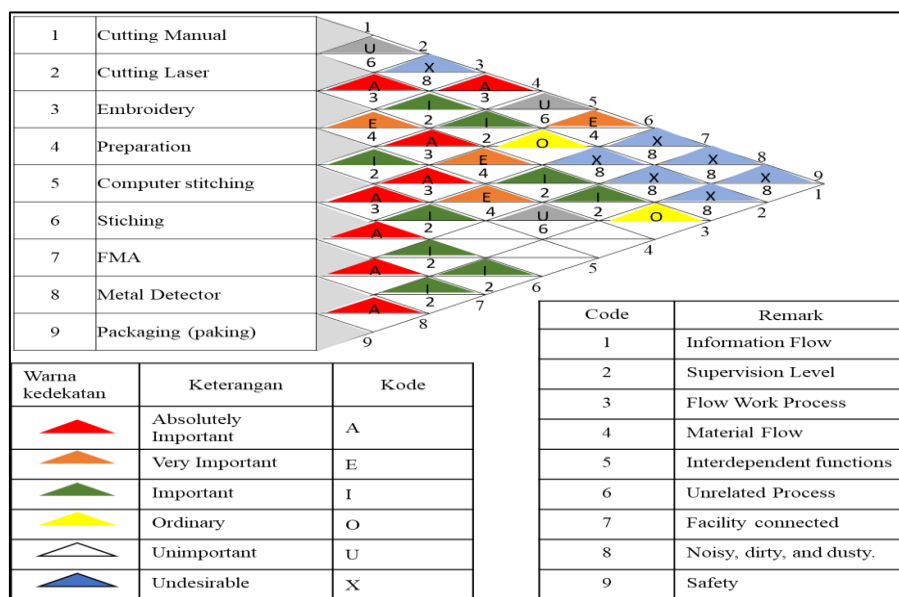 1
1 Cutting Manual
U 2
6 X 3
2 Cutting Laser
A 8 A 4
3 I 3 U 5
3 Embroidery
E 2 I 6 E 6
4 A 2 O 4 X 7
4 Preparation
I 3 E X 8 X 8
2 A 4 I 8 X 8 X 9
5 Computer stitching
A 3 E 2 I 8 X 8 1
3 I 4 U 2 O 8 2
6 Stiching
A 2 6 3
I 4
7 FMA
A 2 I 5
I 2 6
8 Metal Detector
A 2 7
8
9 Packaging (paking)
9
Warna kedekatan
Keterangan
Kode
Absolutely Important A
Very Important E
Important I
Ordinary O
Unimportant U
Undesirable X
Code Remark
1 Information Flow
2 Supervision Level
3 Flow Work Process
4 Material Flow
5 Interdependent functions
6 Unrelated Process
7 Facility connected
8 Noisy, dirty, and dusty.
9 Safety